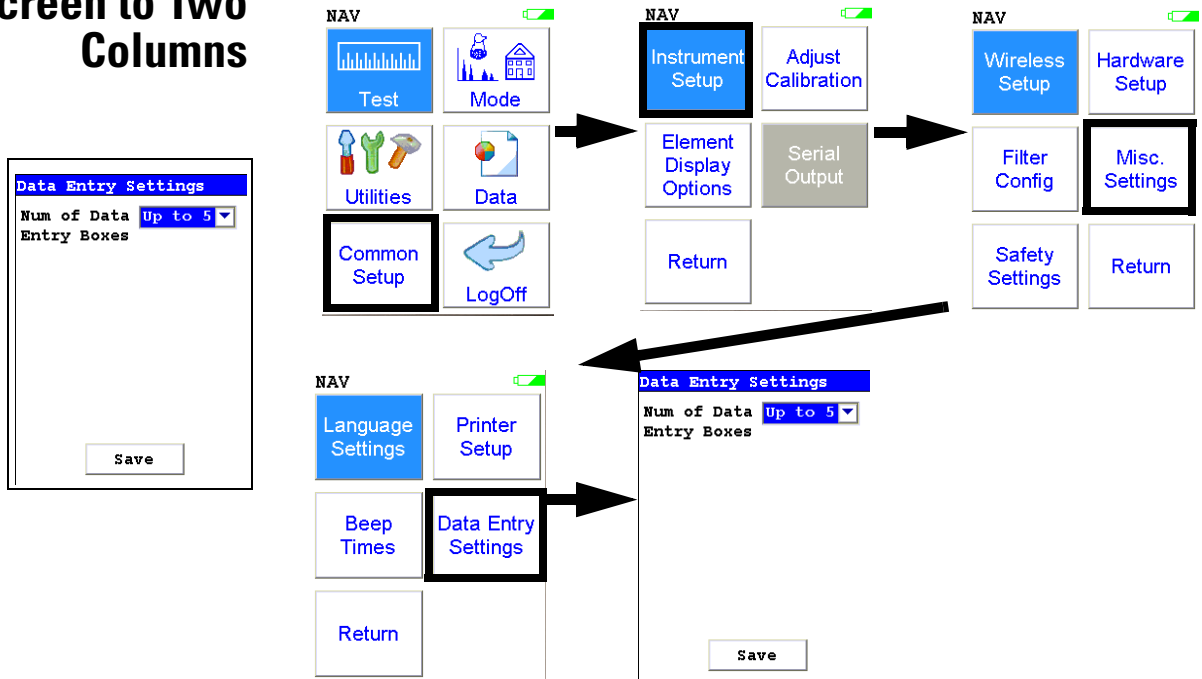 creen to Two
Columns
Data Entry Settings
Num of Data Up to 5
Entry Boxes
Save
NAV
Test
Mode
Utilities
Data
Common
Setup
LogOff
NAV
Instrument
Setup
Adjust
Calibration
Element
Display
Options
Serial
Output
Return
NAV
Wireless
Setup
Hardware
Setup
Filter
Config
Misc.
Settings
Safety
Settings
Return
NAV
Language
Settings
Printer
Setup
Beep
Times
Data Entry
Settings
Return
Data Entry Settings
Num of Data Up to 5
Entry Boxes
Save